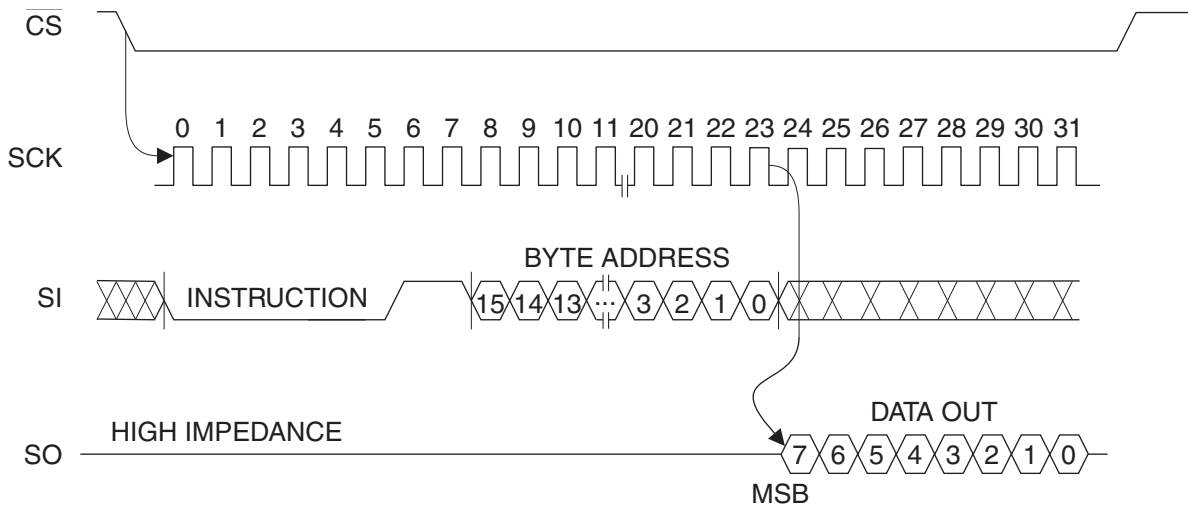 CS
0 1 2 3 4 5 6 7 8 9 10 11 20 21 22 23 24 25 26 27 28 29 30 31
SCK
BYTE ADDRESS
SI
INSTRUCTION
15 14 13 ... 3 2 1 0
DATA OUT
HIGH IMPEDANCE
SO
7 6 5 4 3 2 1 0
MSB